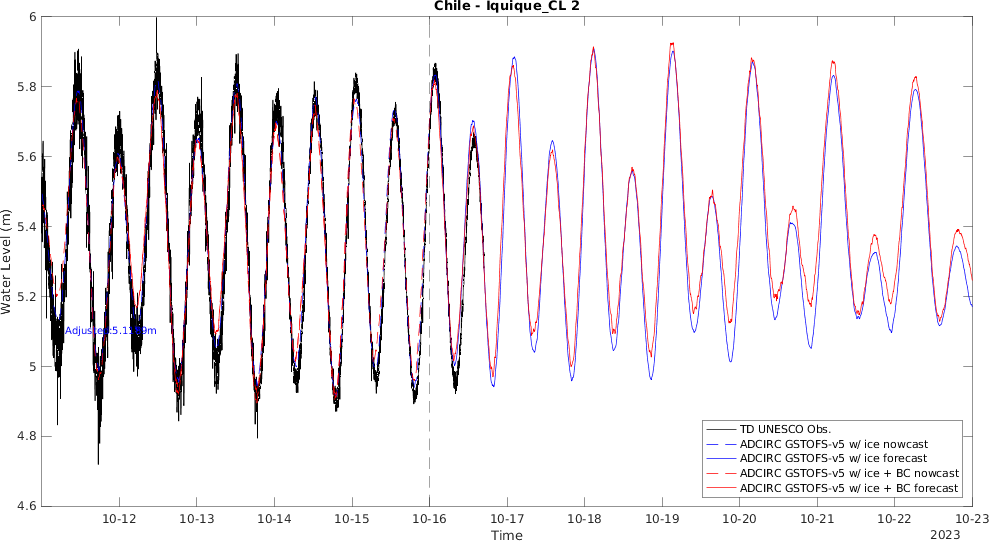 Chile - Iquique_CL 2
Water Level (m)
6
5.8
5.6
5.4
5.2
5
4.8
4.6
10-12
10-13
10-14
10-15
10-16
10-17
10-18
10-19
10-20
10-21
10-22
10-23
Time
2023
TD UNESCO Obs.
ADCIRC GSTOFS-v5 w/ ice nowcast
ADCIRC GSTOFS-v5 w/ ice forecast
ADCIRC GSTOFS-v5 w/ ice + BC nowcast
ADCIRC GSTOFS-v5 w/ ice + BC forecast